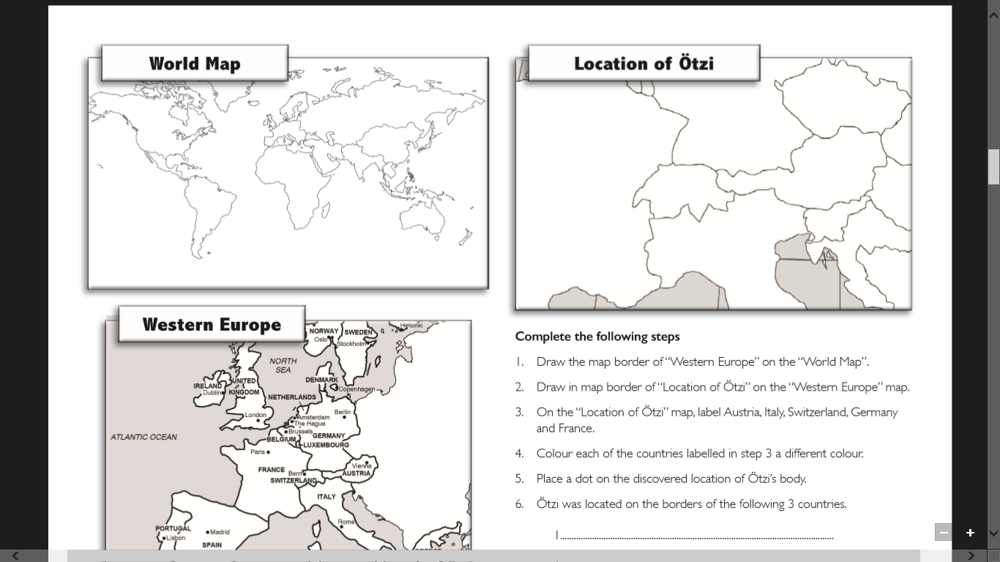 World Map
Location of Ötzi
Western Europe
Helsinki
NORWAY
SWEDEN
Oslo
Stockholm
NORTH
SEA
DENMARK
IRELAND
UNITED
Dublin
KINGDOM
Copenhagen
NETHERLANDS
London
Berlin
Amsterdam
The Hague
Brussels
ATLANTIC OCEAN
BELGIUM
GERMANY
LUXEMBOURG
Paris
Vienna
FRANCE
Bern
AUSTRIA
SWITZERLAND
ITALY
Rome
PORTUGAL
Madrid
Lisbon
SPAIN
Complete the following steps
1. Draw the map border of “Western Europe” on the “World Map”.
2. Draw in map border of “Location of Ötzi” on the “Western Europe” map.
3. On the “Location of Ötzi” map, label Austria, Italy, Switzerland, Germany
and France.
4. Colour each of the countries labelled in step 3 a different colour.
5. Place a dot on the discovered location of Ötzi’s body.
6. Ötzi was located on the borders of the following 3 countries.
1